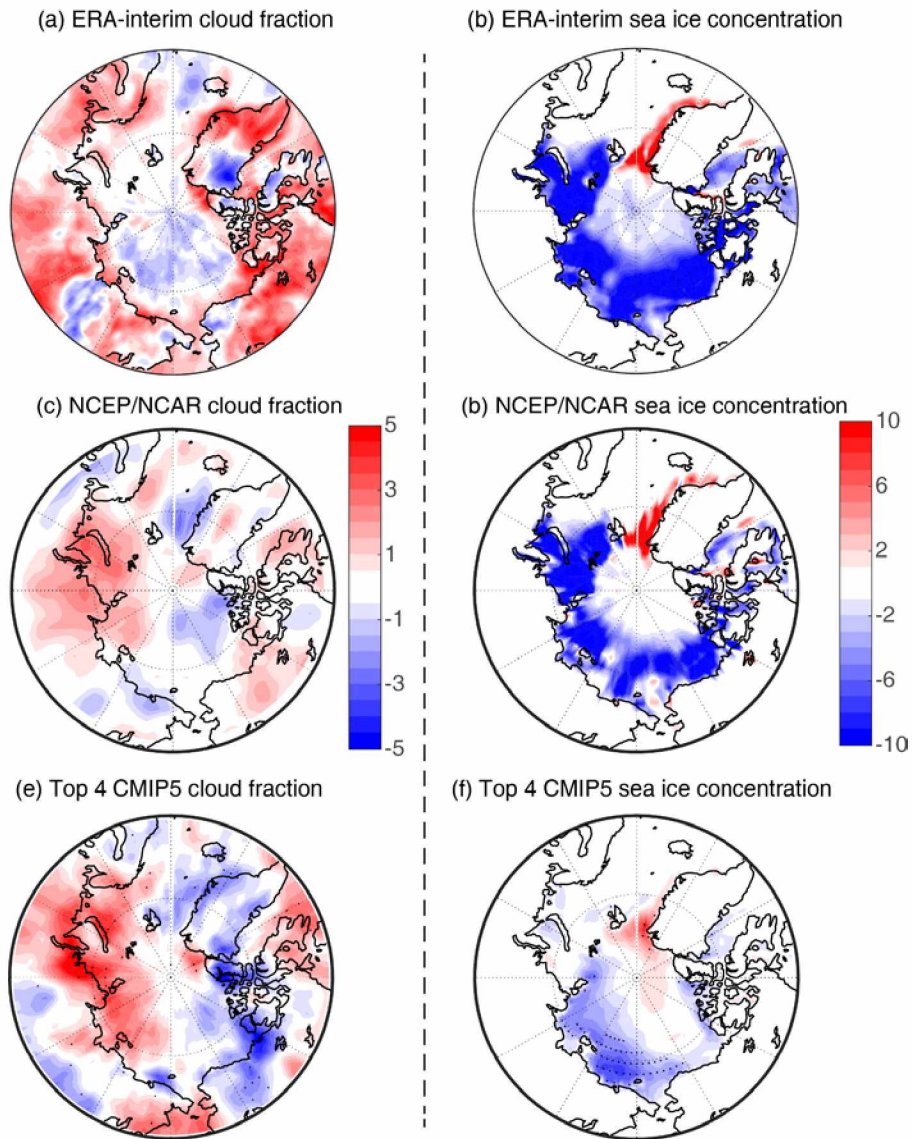 (a) ERA-interim cloud fraction
(b) ERA-interim sea ice concentration
(c) NCEP/NCAR cloud fraction
5
3
1
-1
-3
-5
(b) NCEP/NCAR sea ice concentration
10
6
2
-2
-6
-10
(e) Top 4 CMIP5 cloud fraction
(f) Top 4 CMIP5 sea ice concentration